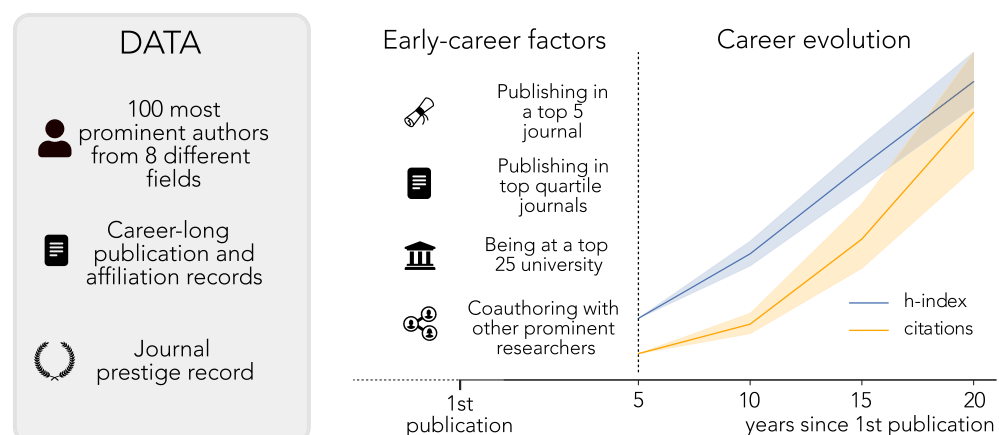 DATA
100 most
prominent authors
from 8 different
fields
Career-long
publication and
affiliation records
Journal
prestige record
Early-career factors
Publishing in
a top 5
journal
Publishing in
top quartile
journals
Being at a top
25 university
Coauthoring with
other prominent
researchers
1st
publication
Career evolution
h-index
citations
5 10 15 20
years since 1st publication